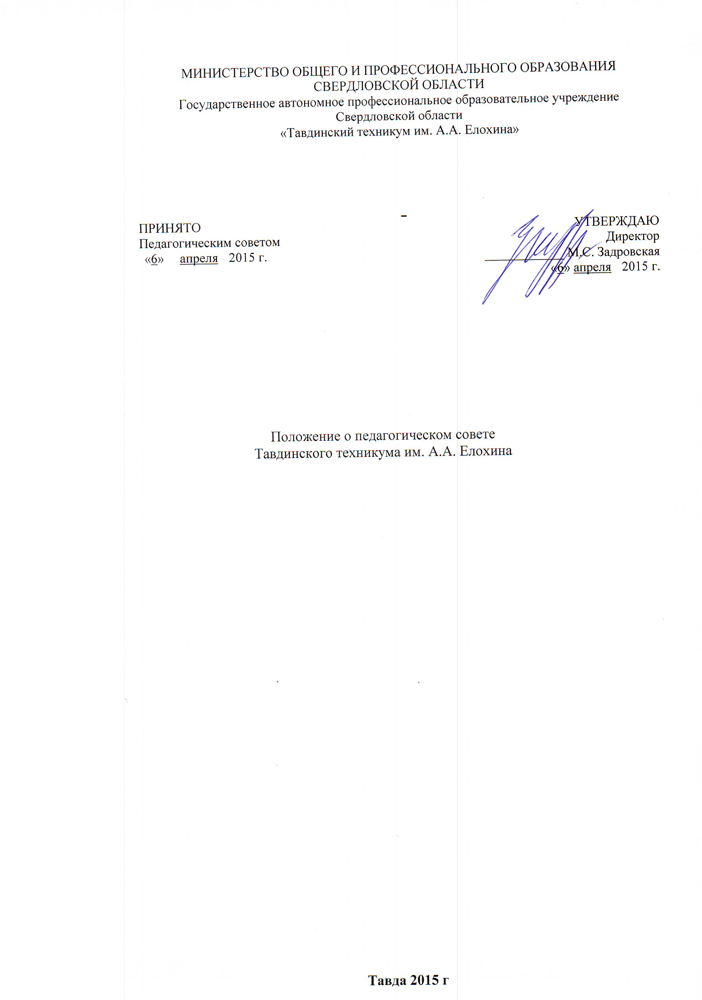 МИНИСТЕРСТВО ОБЩЕГО И ПРОФЕССИОНАЛЬНОГО ОБРАЗОВАНИЯ
СВЕРДЛОВСКОЙ ОБЛАСТИ
Государственное автономное профессиональное образовательное учреждение
Свердловской области
«Тавдинский техникум им. А.А. Елохина»
ПРИНЯТО
Педагогическим советом
«6» апреля 2015 г.
УТВЕРЖДАЮ
Директор
М.С. Задровская
«6» апреля 2015 г.
Положение о педагогическом совете
Тавдинского техникума им. А.А. Елохина
Тавда 2015 г